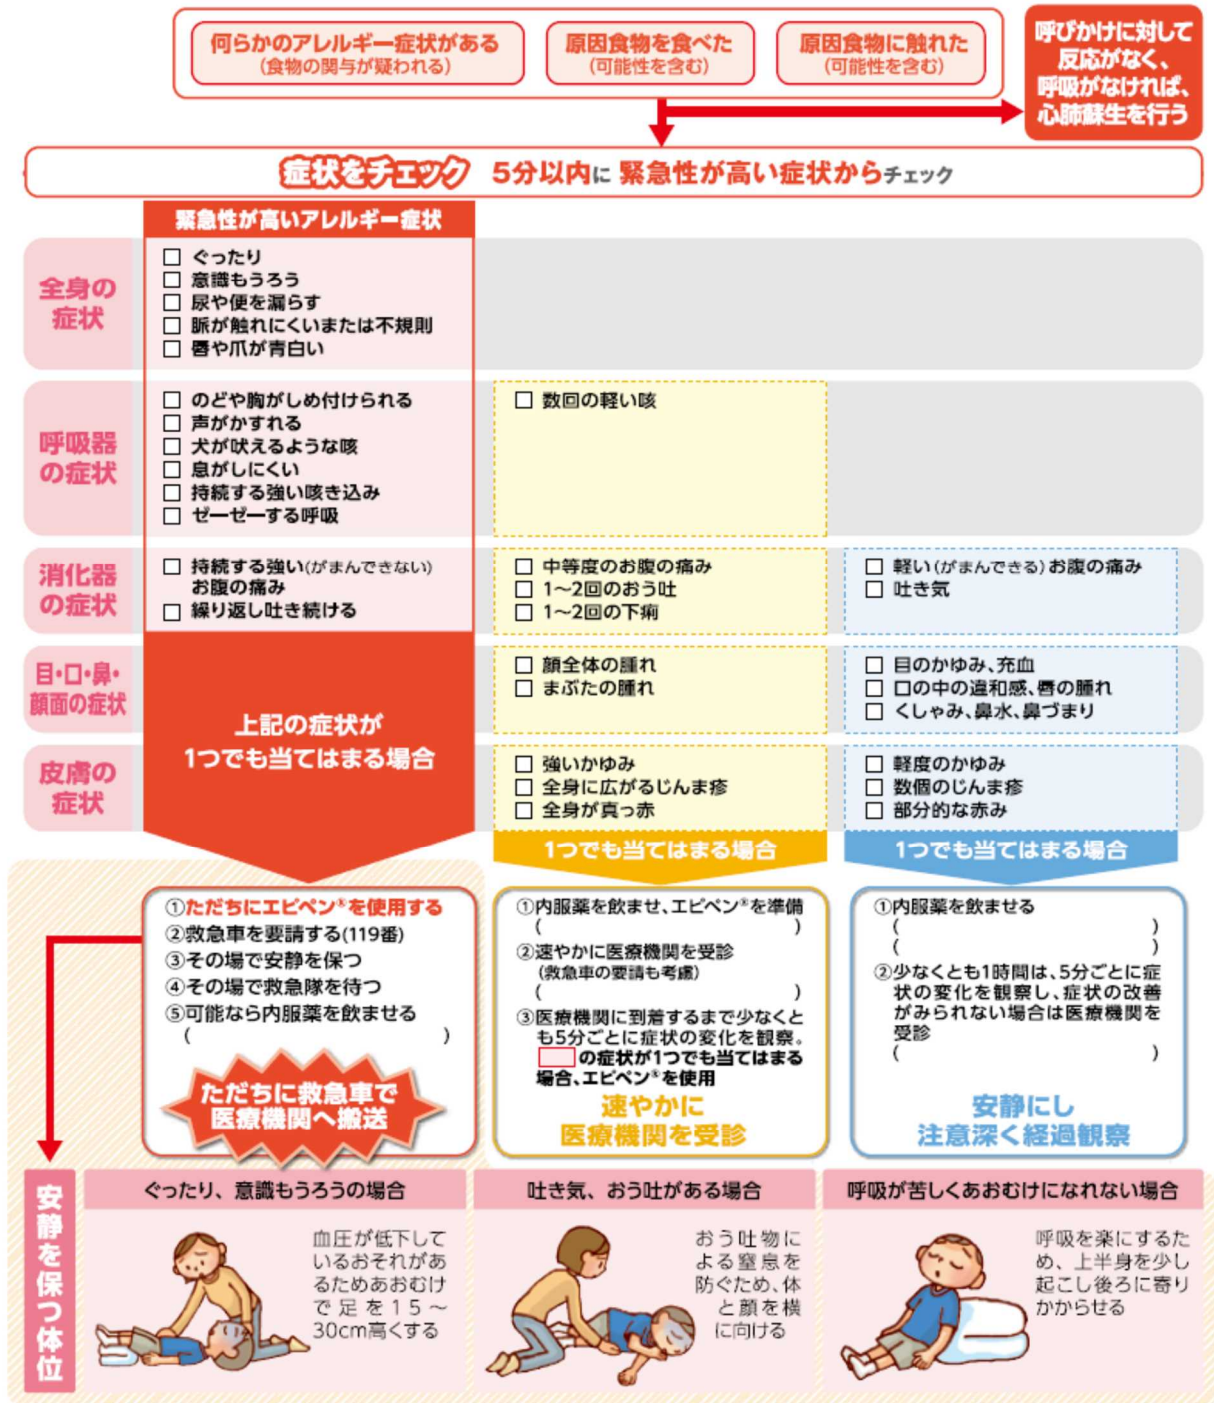 何らかのアレルギー症状がある
(食物の関与が疑われる)
原因食物を食べた
(可能性を含む)
原因食物に触れた
(可能性を含む)
呼びかけに対して
反応がなく、
呼吸がなければ、
心肺蘇生を行う
症状をチェック 5分以内に 緊急性が高い症状からチェック
緊急性が高いアレルギー症状
全身の
症状
□ ぐったり
□ 意識もうろう
□ 尿や便を漏らす
□ 脈が触れにくいまたは不規則
□ 唇や爪が青白い
呼吸器
の症状
□ のどや胸がしめ付けられる
□ 声がかすれる
□ 犬が吠えるような咳
□ 息がしにくい
□ 持続する強い咳き込み
□ ゼーゼーする呼吸
□ 数回の軽い咳
消化器
の症状
□ 持続する強い(がまんできない)
お腹の痛み
□ 繰り返し吐き続ける
□ 中等度のお腹の痛み
□ 1～2回のおう吐
□ 1～2回の下痢
□ 軽い(がまんできる)お腹の痛み
□ 吐き気
目・口・鼻・
顔面の症状
□ 顔全体の腫れ
□ まぶたの腫れ
□ 目のかゆみ、充血
□ 口の中の違和感、唇の腫れ
□ くしゃみ、鼻水、鼻づまり
皮膚の
症状
□ 強いかゆみ
□ 全身に広がるじんま疹
□ 全身が真っ赤
□ 軽度のかゆみ
□ 数個のじんま疹
□ 部分的な赤み
上記の症状が
1つでも当てはまる場合
1つでも当てはまる場合
1つでも当てはまる場合
①ただちにエピペン®を使用する
②救急車を要請する(119番)
③その場で安静を保つ
④その場で救急隊を待つ
⑤可能なら内服薬を飲ませる
( )
ただちに救急車で
医療機関へ搬送
①内服薬を飲ませ、エピペン®を準備
( )
②速やかに医療機関を受診
(救急車の要請も考慮)
( )
③医療機関に到着するまで少なくと
も5分ごとに症状の変化を観察。
の症状が1つでも当てはまる
場合、エピペン®を使用
速やかに
医療機関を受診
①内服薬を飲ませる
( )
( )
②少なくとも1時間は、5分ごとに症
状の変化を観察し、症状の改善
がみられない場合は医療機関を
受診
( )
安静にし
注意深く経過観察
安静を保つ体位
ぐったり、意識もうろうの場合
血圧が低下して
いるおそれがあ
るためあおむけ
で足を15～
30cm高くする
吐き気、おう吐がある場合
おう吐物に
よる窒息を
防ぐため、体
と顔を横
に向ける
呼吸が苦しくあおむけになれない場合
呼吸を楽にするた
め、上半身を少し
起こし後ろに寄り
かからせる